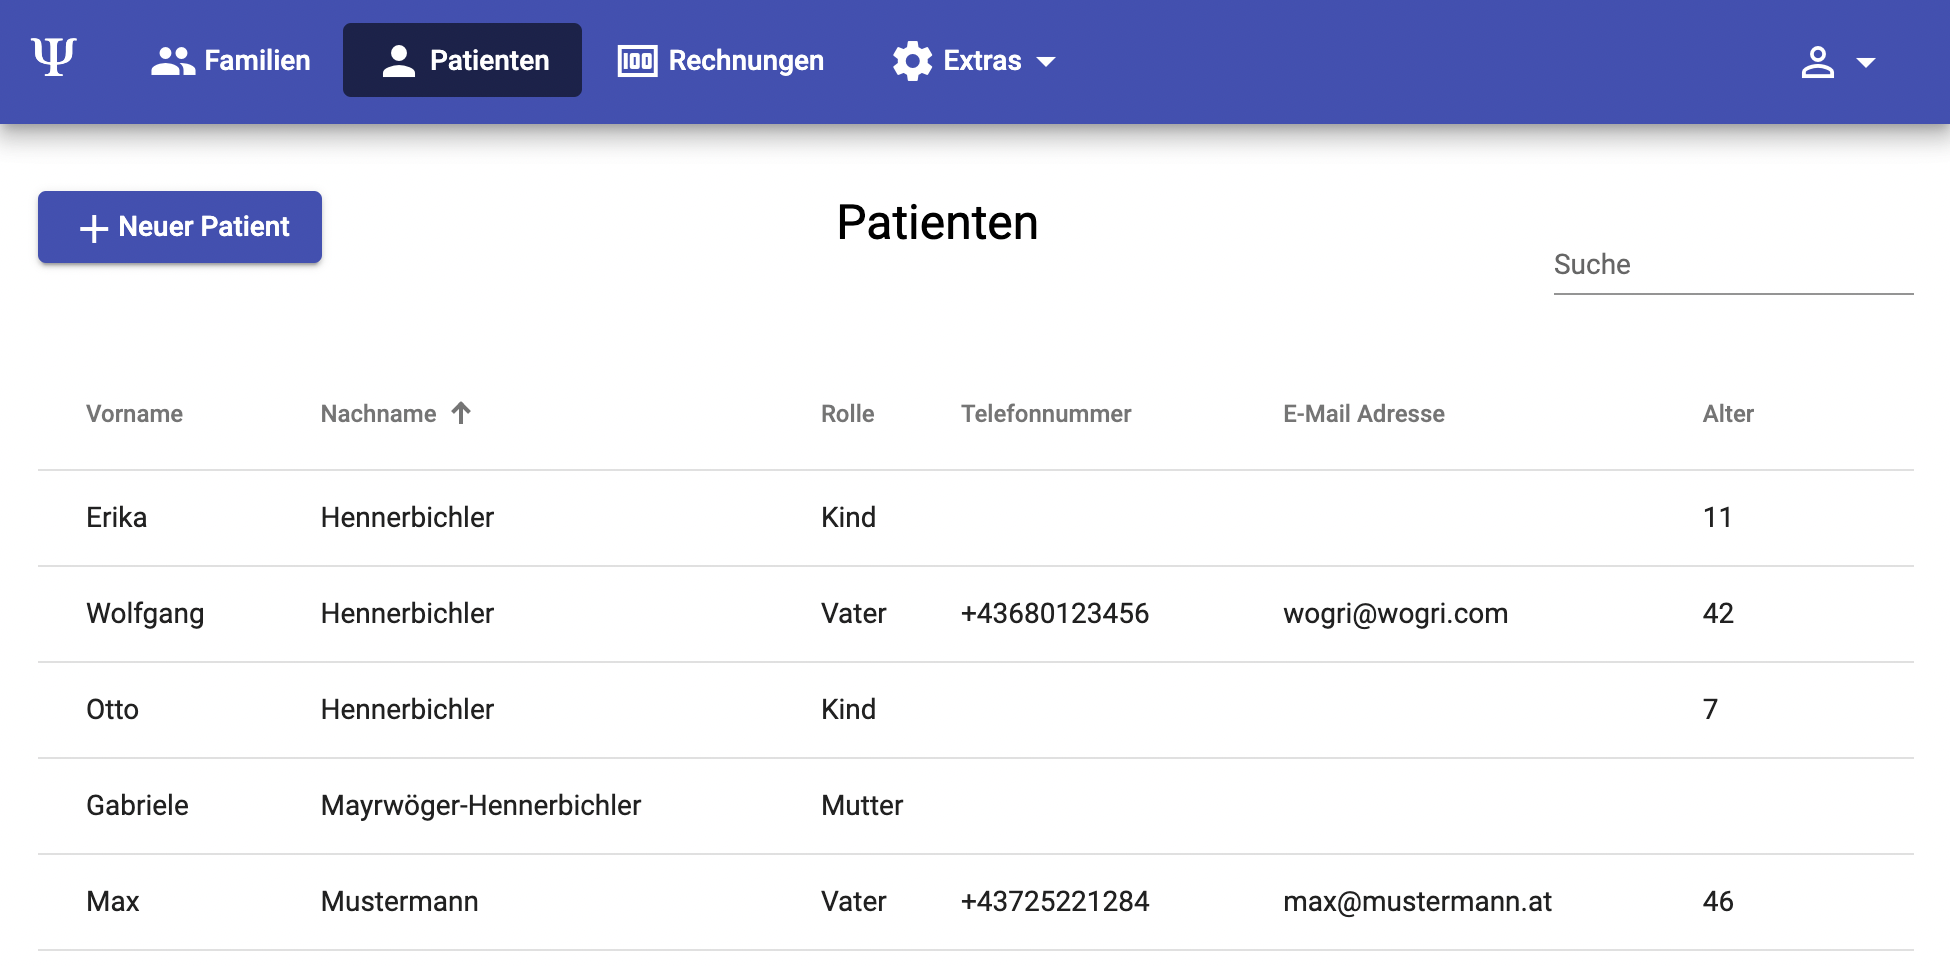 Ψ Familien Patienten Rechnungen Extras
Neuer Patient
Patienten
Suche
Vorname Nachname Rolle Telefonnummer E-Mail Adresse Alter
Erika Hennerbichler Kind 11
Wolfgang Hennerbichler Vater +43680123456 wogri@wogri.com 42
Otto Hennerbichler Kind 7
Gabriele Mayrwöger-Hennerbichler Mutter
Max Mustermann Vater +43725221284 max@mustermann.at 46